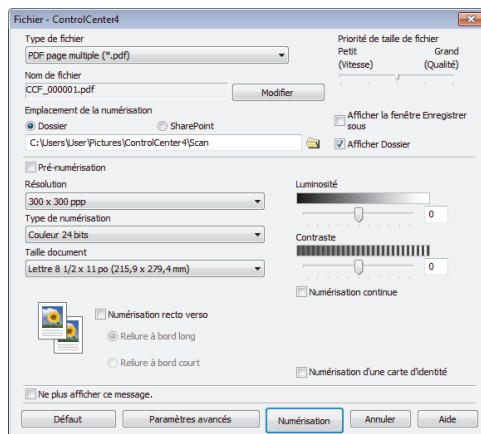 Fichier - ControlCenter4
Type de fichier
PDF page multiple (*.pdf)
Priorité de taille de fichier
Petit
(Vitesse)
Grand
(Qualité)
Nom de fichier
CCF_000001.pdf
Modifier
Emplacement de la numérisation
Dossier
SharePoint
C:\Users\User\Pictures\ControlCenter4\Scan
Afficher la fenêtre Enregistrer
sous
Afficher Dossier
Pré-numérisation
Résolution
300 x 300 ppp
Type de numérisation
Couleur 24 bits
Taille document
Lettre 8 1/2 x 11 po (215,9 x 279,4 mm)
Luminosité
0
Contraste
0
Numérisation continue
Numérisation recto verso
Reliure à bord long
Reliure à bord court
Numérisation d'une carte d'identité
Ne plus afficher ce message.
Défaut
Paramètres avancés
Numérisation
Annuler
Aide